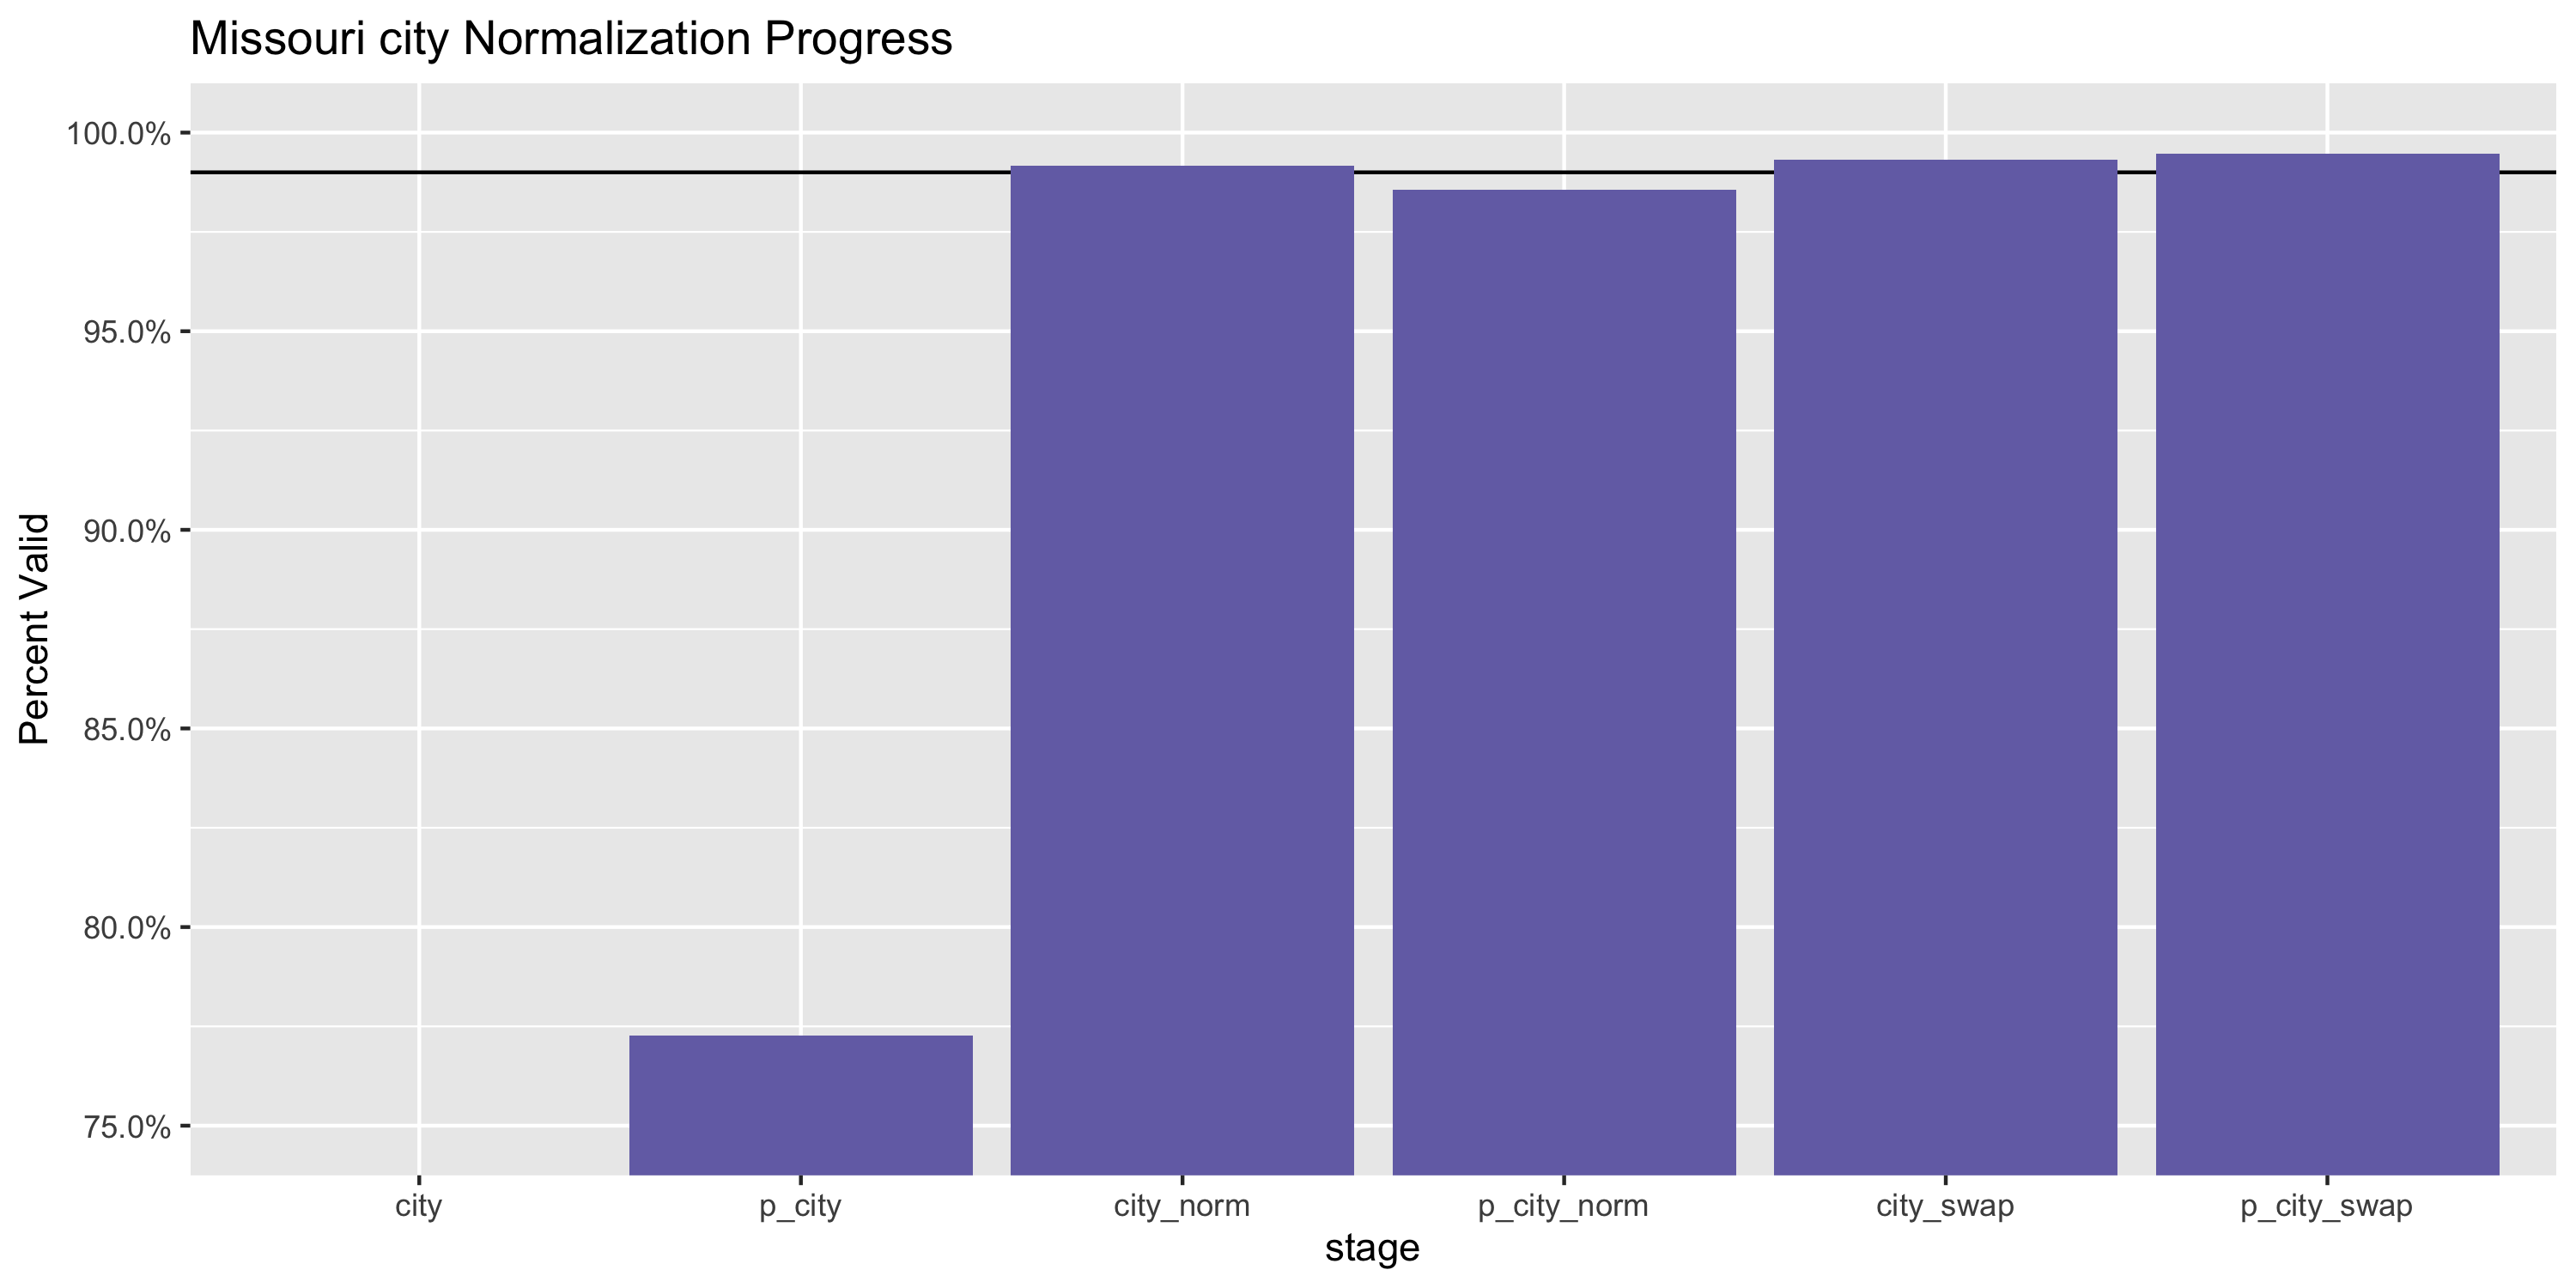 Missouri city Normalization Progress
100.0%
95.0%
90.0%
85.0%
80.0%
75.0%
Percent Valid
city p_city city_norm p_city_norm city_swap p_city_swap
stage